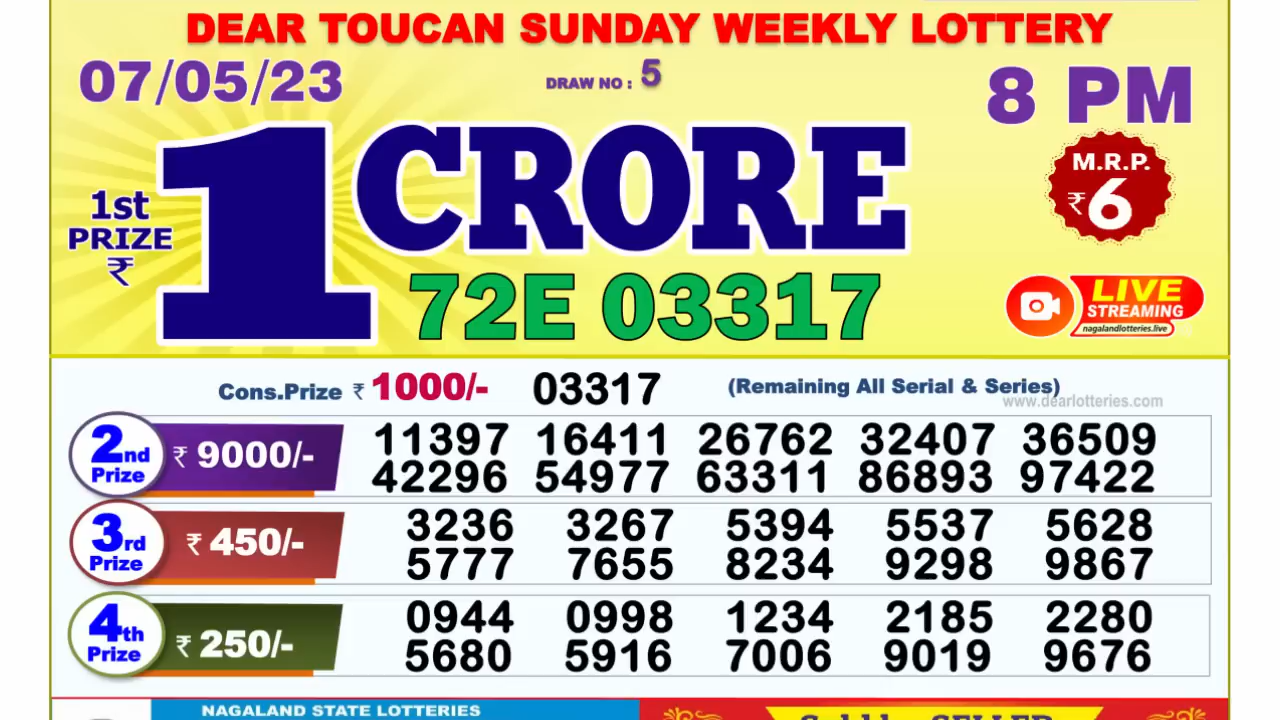 DEAR TOUCAN SUNDAY WEEKLY LOTTERY
07/05/23
DRAW NO : 5
8 PM
1st
PRIZE
₹
1 CRORE
M.R.P.
₹ 6
72E 03317
LIVE
STREAMING
nagalandlotteries.live
Cons.Prize ₹ 1000/- 03317 (Remaining All Serial & Series)
www.dearlotteries.com
2nd Prize ₹ 9000/-
11397 16411 26762 32407 36509
42296 54977 63311 86893 97422
3rd Prize ₹ 450/-
3236 3267 5394 5537 5628
5777 7655 8234 9298 9867
4th Prize ₹ 250/-
0944 0998 1234 2185 2280
5680 5916 7006 9019 9676
NAGALAND STATE LOTTERIES
SELLER